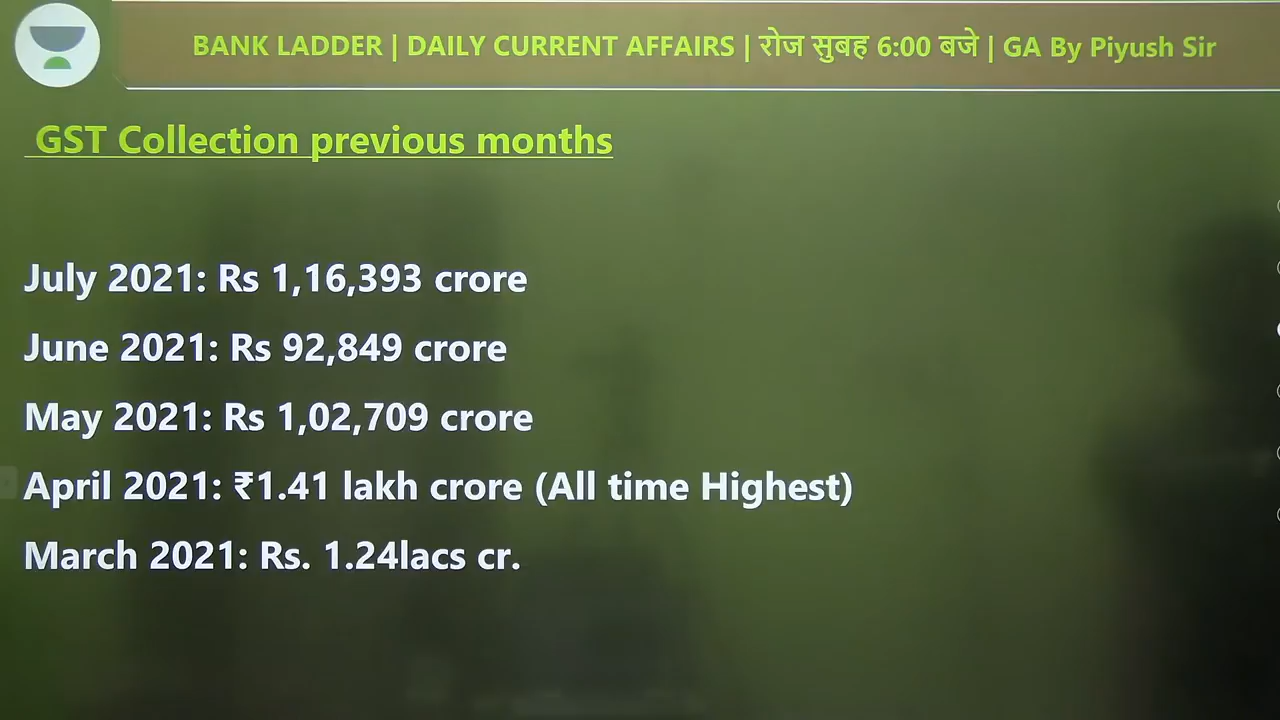 BANK LADDER | DAILY CURRENT AFFAIRS | रोज सुबह 6:00 बजे | GA By Piyush Sir
GST Collection previous months
July 2021: Rs 1,16,393 crore
June 2021: Rs 92,849 crore
May 2021: Rs 1,02,709 crore
April 2021: ₹1.41 lakh crore (All time Highest)
March 2021: Rs. 1.24lacs cr.